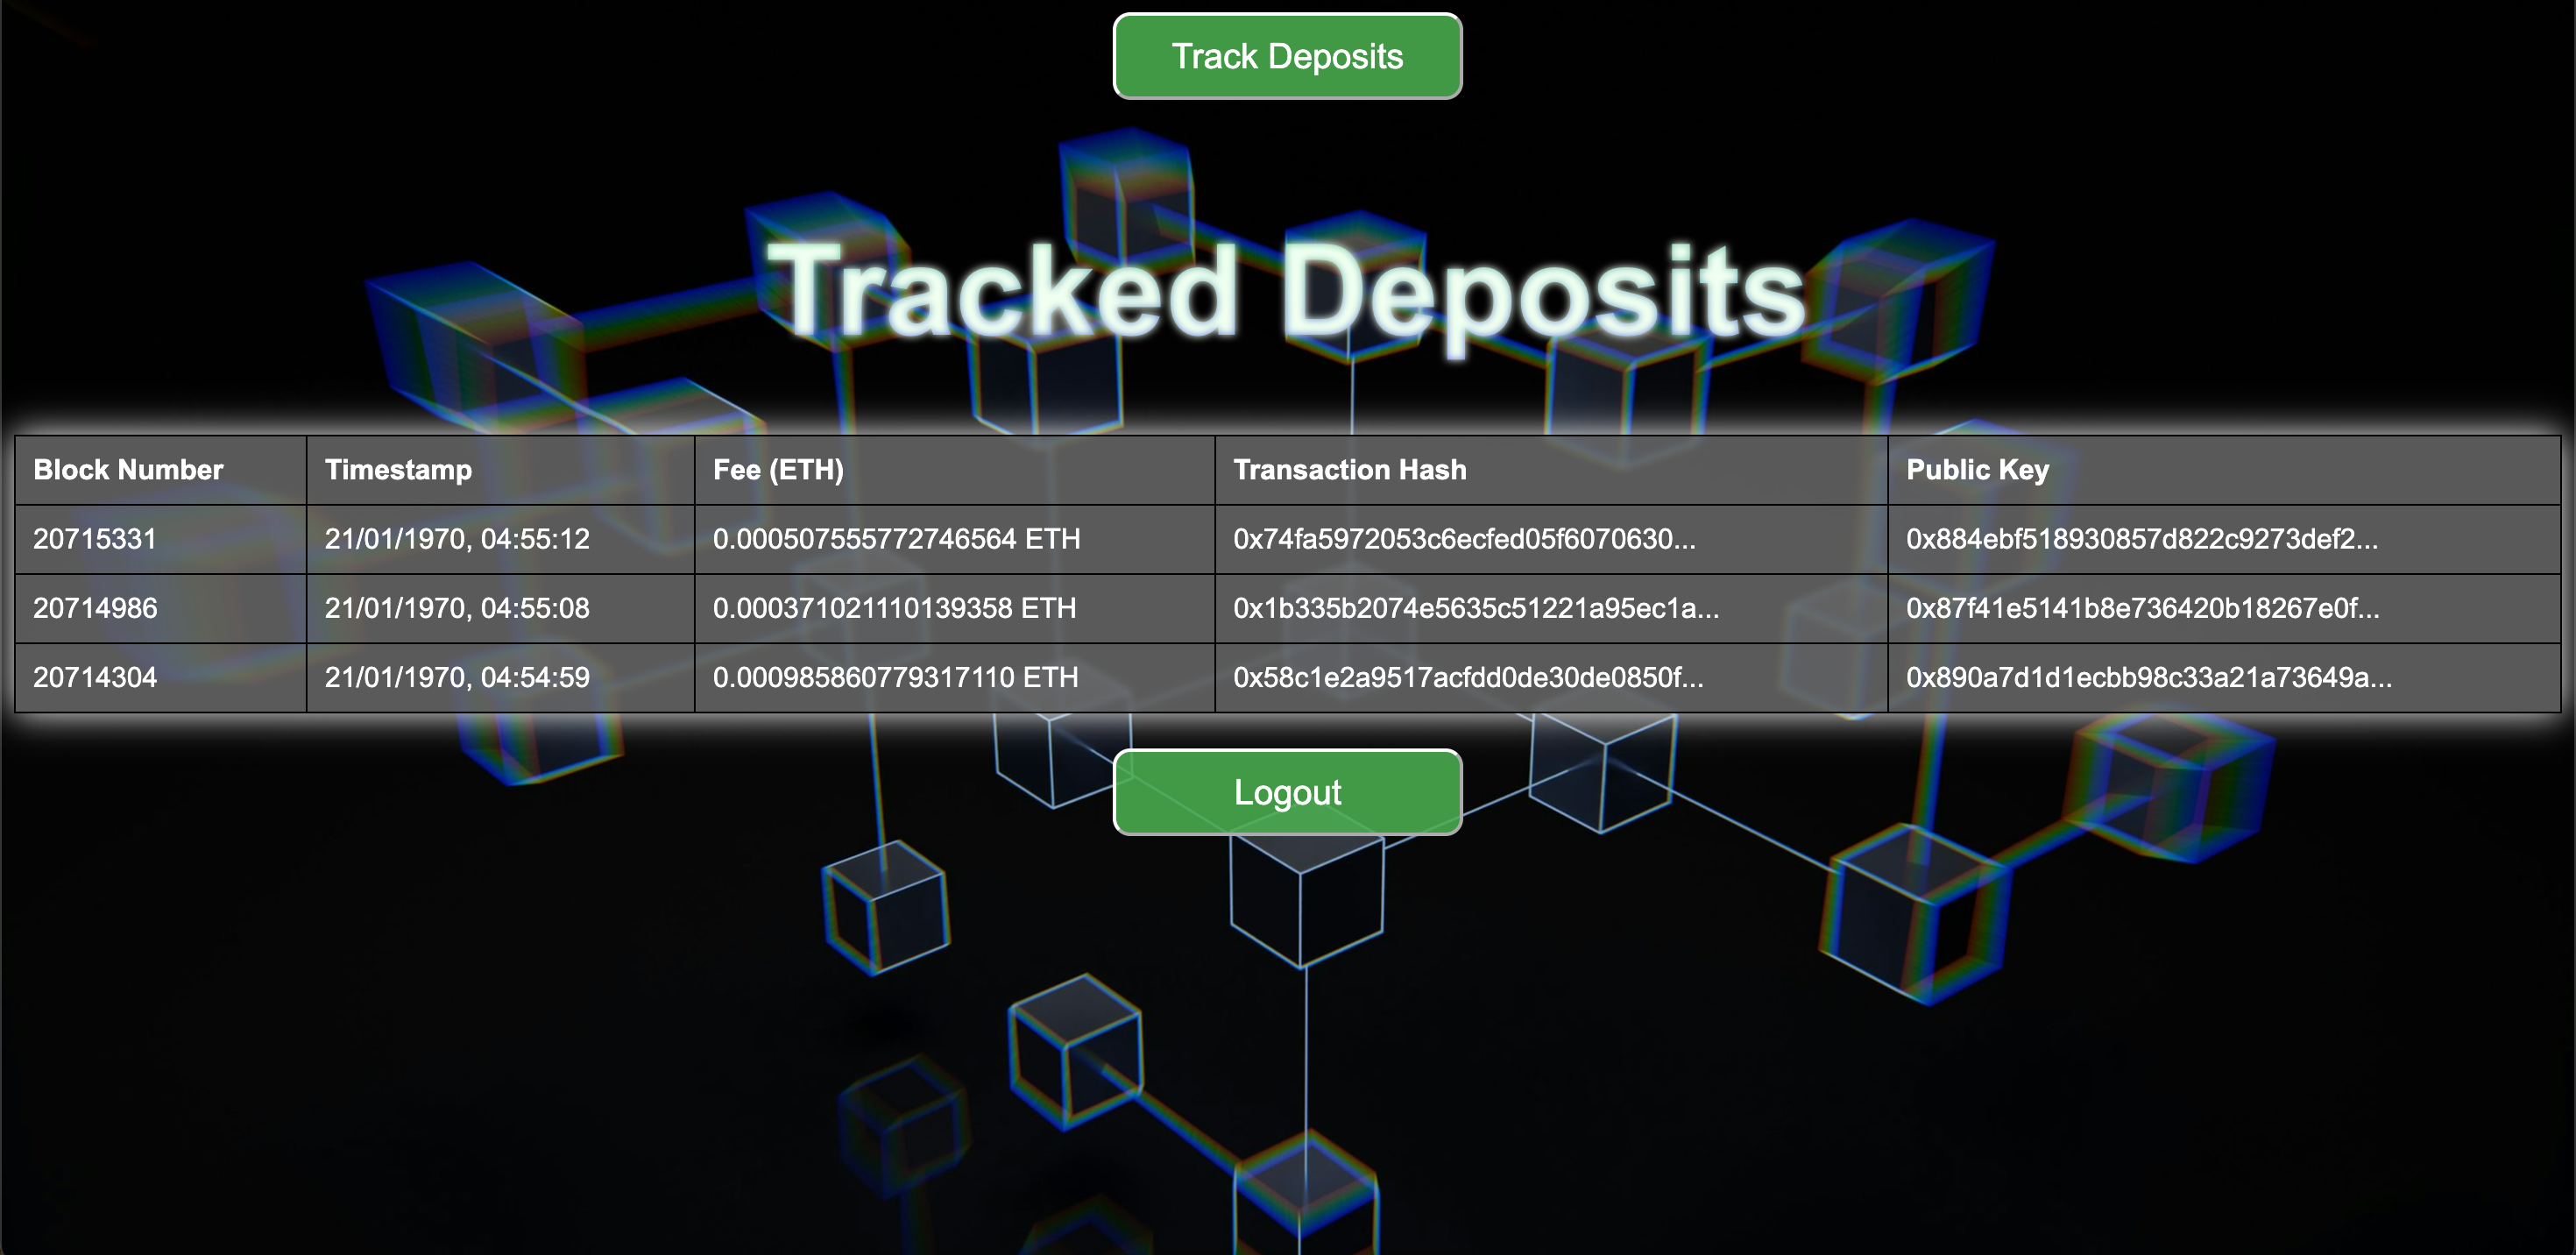 Track Deposits
Tracked Deposits
Block Number Timestamp Fee (ETH) Transaction Hash Public Key
20715331 21/01/1970, 04:55:12 0.000507555772746564 ETH 0x74fa5972053c6ecfed05f6070630... 0x884ebf518930857d822c9273def2...
20714986 21/01/1970, 04:55:08 0.000371021110139358 ETH 0x1b335b2074e5635c51221a95ec1a... 0x87f41e5141b8e736420b18267e0f...
20714304 21/01/1970, 04:54:59 0.000985860779317110 ETH 0x58c1e2a9517acfdd0de30de0850f... 0x890a7d1d1ecbb98c33a21a73649a...
Logout